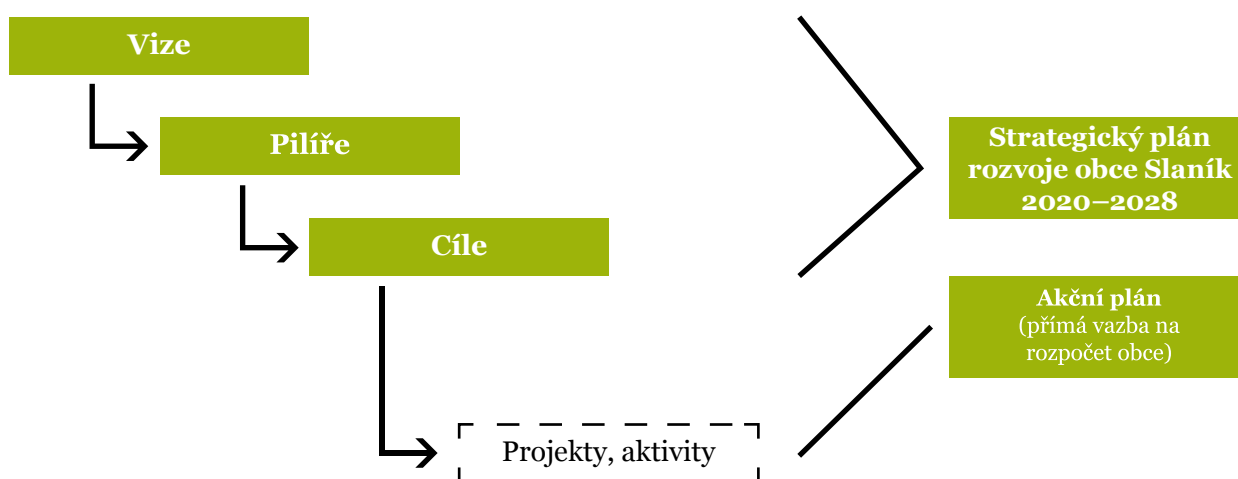 Vize
Pilíře
Cíle
Projekty, aktivity
Strategický plán
rozvoje obce Slaník
2020–2028
Akční plán
(přímá vazba na
rozpočet obce)